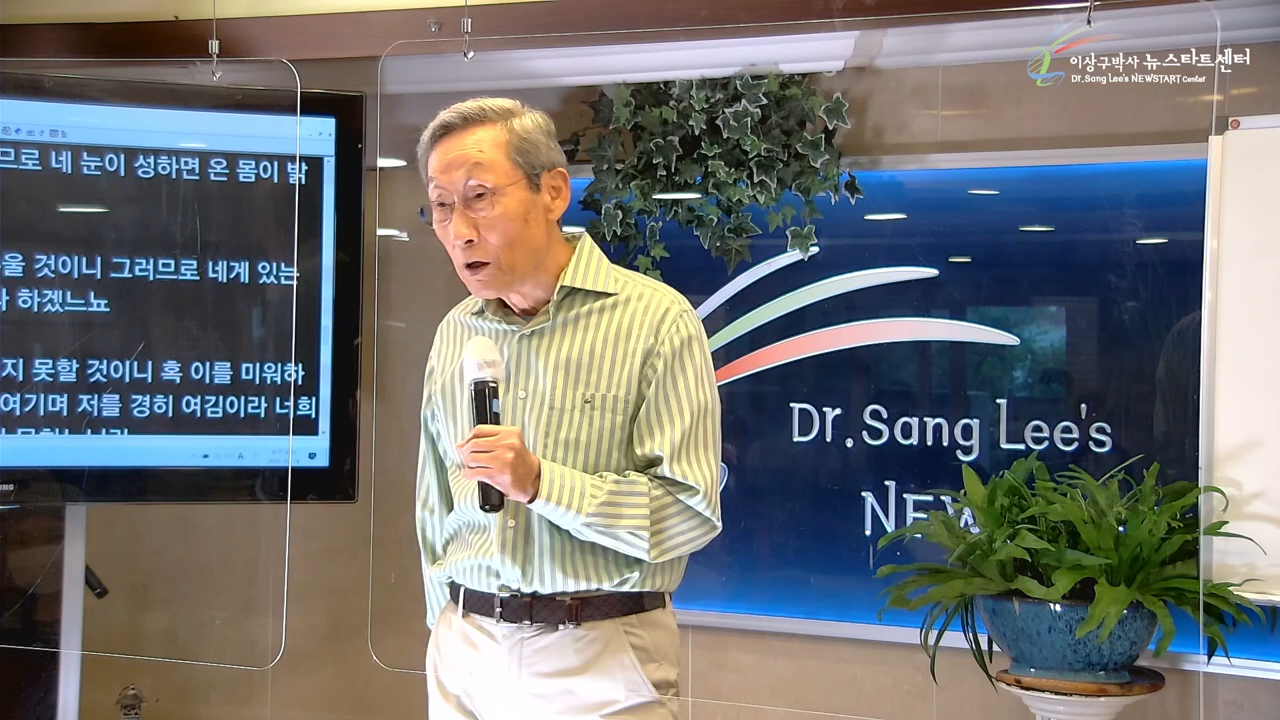 이상구박사 뉴스타트센터
Dr. Sang Lee's NEWSTART Center
므로 네 눈이 성하면 온 몸이 밝
울 것이니 그러므로 네게 있는
하겠느뇨
지 못할 것이니 혹 이를 미워하
여기며 저를 경히 여김이라 너희
Dr. Sang Lee's
NEW